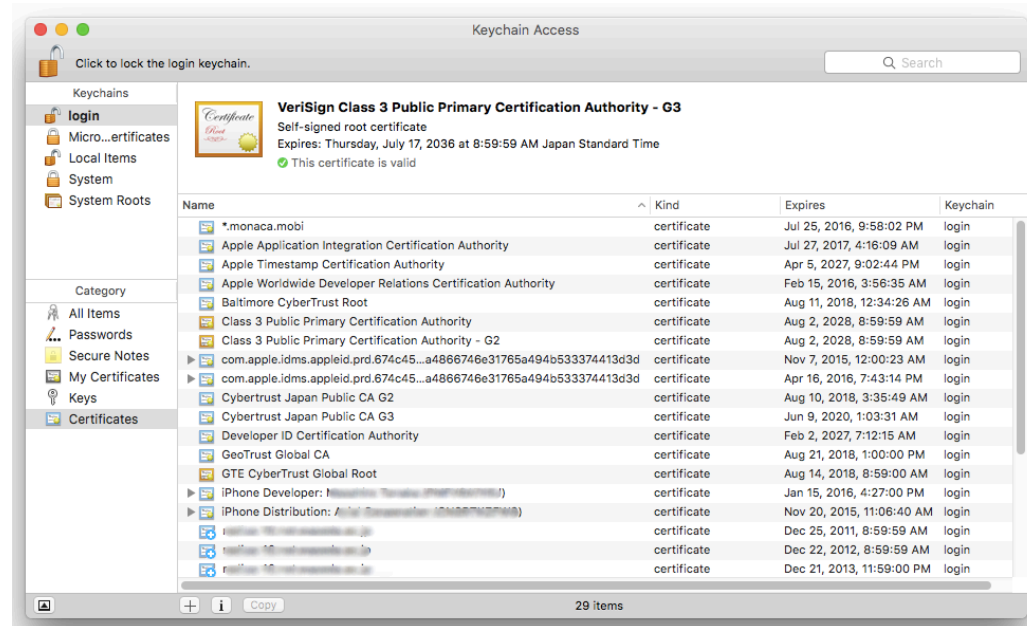 Keychain Access
Click to lock the login keychain.
Search
Keychains
login
Micro...ertificates
Local Items
System
System Roots
Category
All Items
Passwords
Secure Notes
My Certificates
Keys
Certificates
Certificate
Root
VeriSign Class 3 Public Primary Certification Authority - G3
Self-signed root certificate
Expires: Thursday, July 17, 2036 at 8:59:59 AM Japan Standard Time
This certificate is valid
Name Kind Expires Keychain
*.monaca.mobi certificate Jul 25, 2016, 9:58:02 PM login
Apple Application Integration Certification Authority certificate Jul 27, 2017, 4:16:09 AM login
Apple Timestamp Certification Authority certificate Apr 5, 2027, 9:02:44 PM login
Apple Worldwide Developer Relations Certification Authority certificate Feb 15, 2016, 3:56:35 AM login
Baltimore CyberTrust Root certificate Aug 11, 2018, 12:34:26 AM login
Class 3 Public Primary Certification Authority certificate Aug 2, 2028, 8:59:59 AM login
Class 3 Public Primary Certification Authority - G2 certificate Aug 2, 2028, 8:59:59 AM login
com.apple.idms.appleid.prd.674c45...a4866746e31765a494b533374413d3d certificate Nov 7, 2015, 12:00:23 AM login
com.apple.idms.appleid.prd.674c45...a4866746e31765a494b533374413d3d certificate Apr 16, 2016, 7:43:14 PM login
Cybertrust Japan Public CA G2 certificate Aug 10, 2018, 3:35:49 AM login
Cybertrust Japan Public CA G3 certificate Jun 9, 2020, 1:03:31 AM login
Developer ID Certification Authority certificate Feb 2, 2027, 7:12:15 AM login
GeoTrust Global CA certificate Aug 21, 2018, 1:00:00 PM login
GTE CyberTrust Global Root certificate Aug 14, 2018, 8:59:00 AM login
iPhone Developer: certificate Jan 15, 2016, 4:27:00 PM login
iPhone Distribution: certificate Nov 20, 2015, 11:06:40 AM login
certificate Dec 25, 2011, 8:59:59 AM login
certificate Dec 22, 2012, 8:59:59 AM login
certificate Dec 21, 2013, 11:59:00 PM login
+ i Copy 29 items